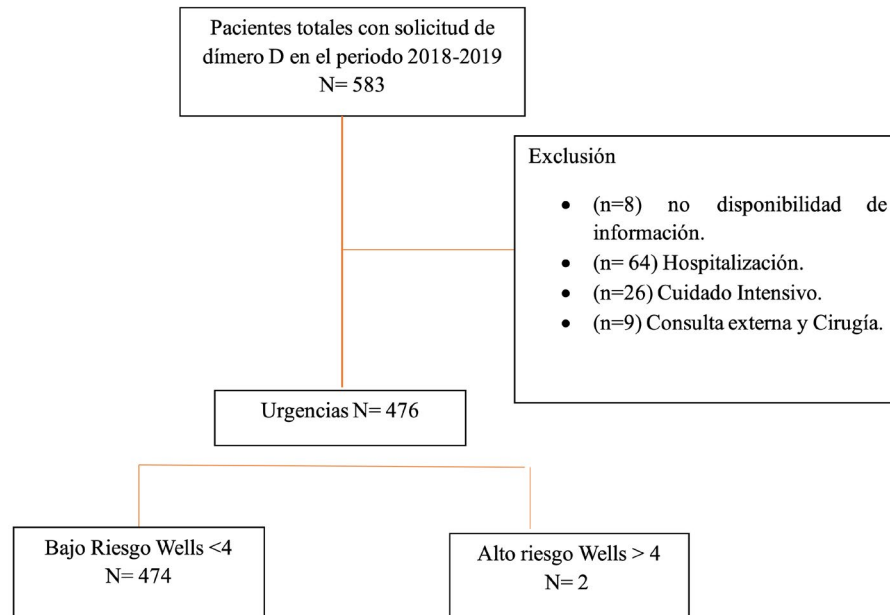 Pacientes totales con solicitud de
dímero D en el periodo 2018-2019
N= 583
Exclusión
• (n=8) no disponibilidad de
información.
• (n= 64) Hospitalización.
• (n=26) Cuidado Intensivo.
• (n=9) Consulta externa y Cirugía.
Urgencias N= 476
Bajo Riesgo Wells <4
N= 474
Alto riesgo Wells > 4
N= 2